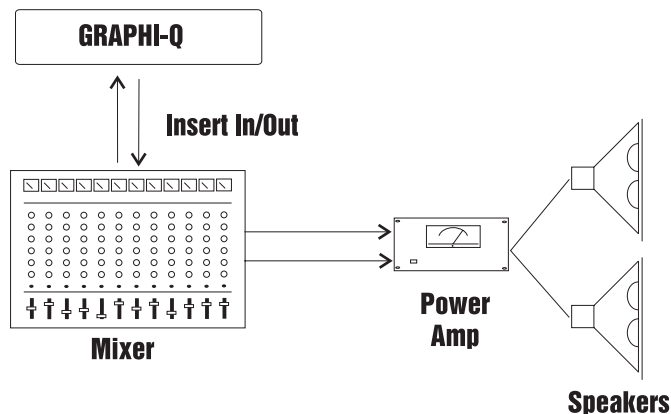 GRAPHI-Q
Insert In/Out
Mixer
Power
Amp
Speakers